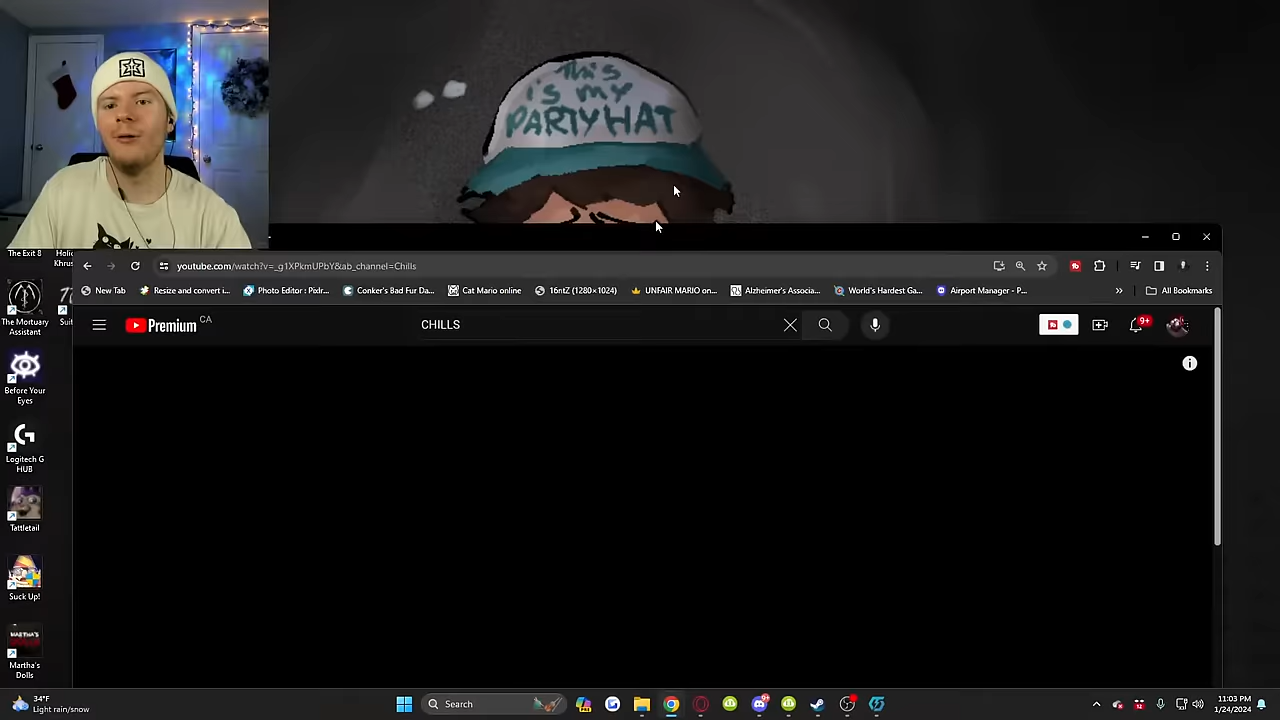 This
is my
PARTY HAT
youtube.com/watch?v=_g1XPkmUPbY&ab_channel=Chills
New Tab
Resize and convert i...
Photo Editor : Pixlr...
Conker's Bad Fur Da...
Cat Mario online
16ntZ (1280×1024)
UNFAIR MARIO on...
Alzheimer's Associa...
World's Hardest Ga...
Airport Manager - P...
»
All Bookmarks
Premium CA
CHILLS
9+
The Exit 8
The Mortuary
Assistant
Before Your
Eyes
Logitech G
HUB
Tattletail
Suck Up!
MARTHA'S
Martha's
Dolls
34°F
Light rain/snow
Search
11:03 PM
1/24/2024